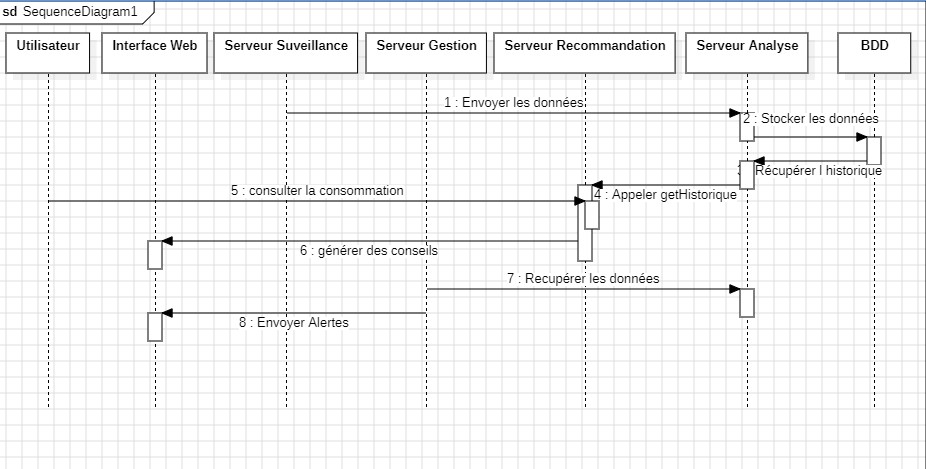 sd SequenceDiagram1
Utilisateur
Interface Web
Serveur Suveillance
Serveur Gestion
Serveur Recommandation
Serveur Analyse
BDD
1 : Envoyer les données
2 : Stocker les données
Récupérer l historique
4 : Appeler getHistorique
5 : consulter la consommation
6 : générer des conseils
7 : Recupérer les données
8 : Envoyer Alertes